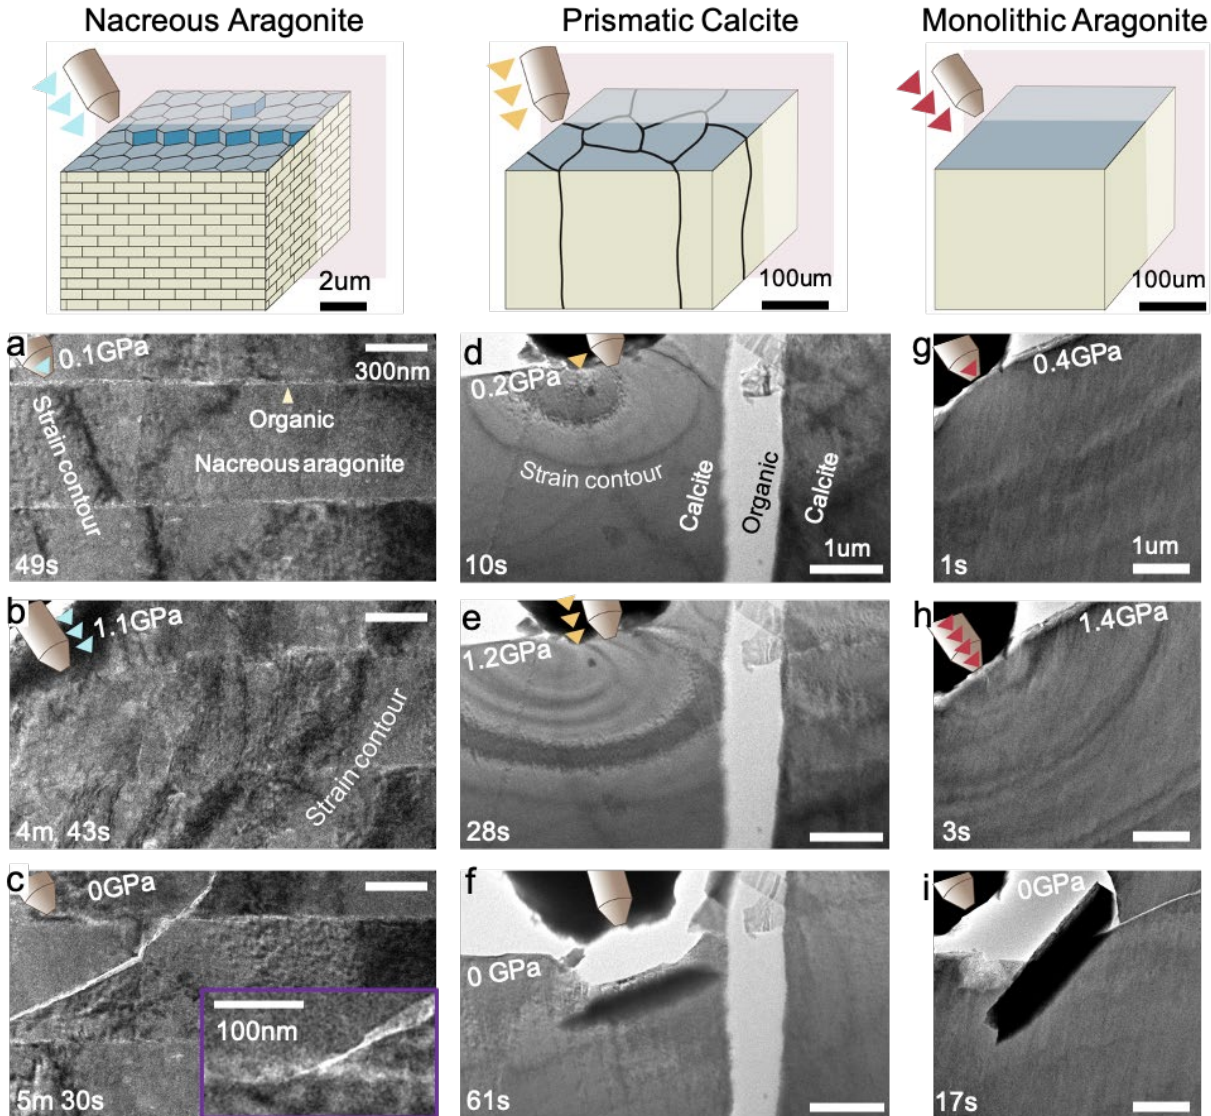 Nacreous Aragonite
Prismatic Calcite
Monolithic Aragonite
2um
100um
100um
a
0.1GPa
300nm
Strain contour
Organic
Nacreous aragonite
49s
d
0.2GPa
Strain contour
Calcite
Organic
Calcite
10s
1um
g
0.4GPa
1s
1um
b
1.1GPa
Strain contour
4m 43s
e
1.2GPa
28s
h
1.4GPa
3s
c
0GPa
100nm
5m 30s
f
0 GPa
61s
i
0GPa
17s